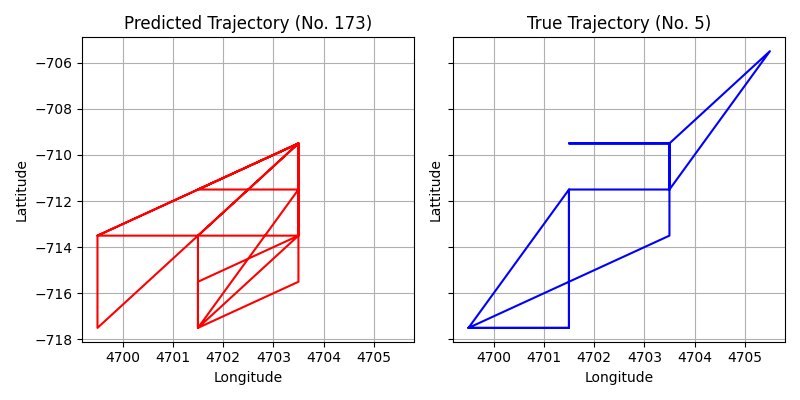 Predicted Trajectory (No. 173)
True Trajectory (No. 5)
−706
−708
−710
−712
−714
−716
−718
Lattitude
Lattitude
4700 4701 4702 4703 4704 4705
4700 4701 4702 4703 4704 4705
Longitude
Longitude